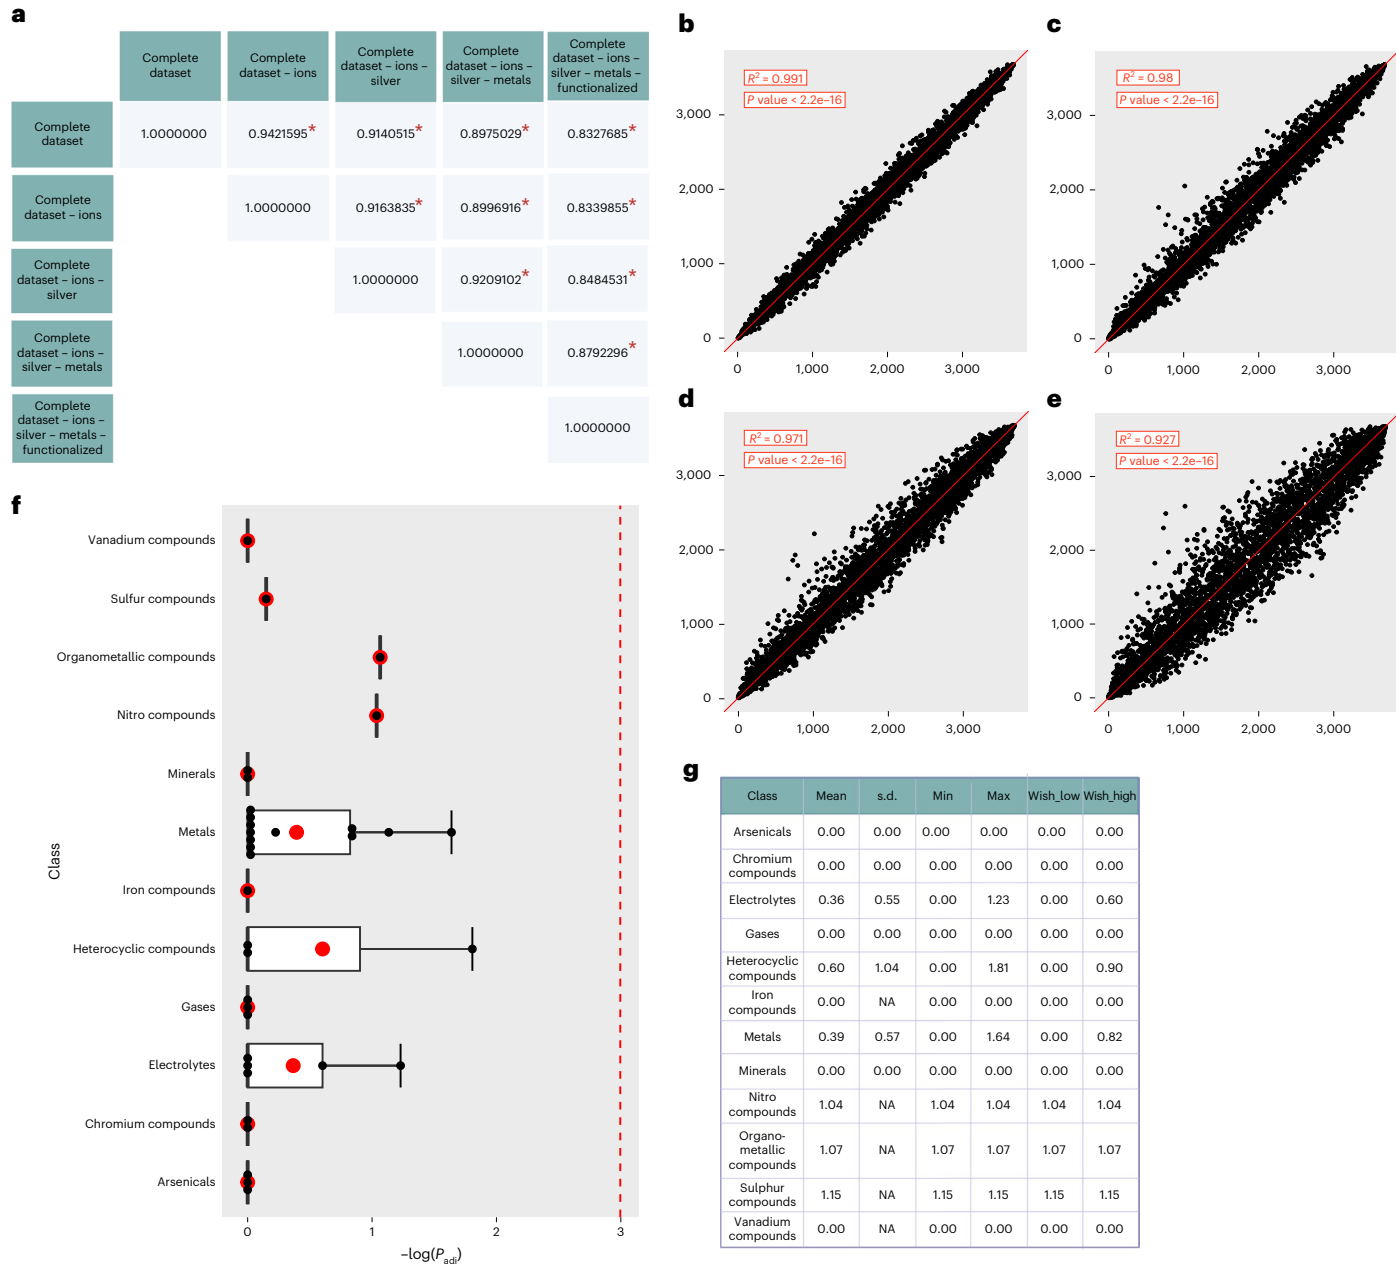 a
Complete
dataset
Complete
dataset – ions
Complete
dataset – ions –
silver
Complete
dataset – ions –
silver – metals
Complete
dataset – ions –
silver – metals –
functionalized
Complete
dataset
1.0000000
0.9421595*
0.9140515*
0.8975029*
0.8327685*
Complete
dataset – ions
1.0000000
0.9163835*
0.8996916*
0.8339855*
Complete
dataset – ions –
silver
1.0000000
0.9209102*
0.8484531*
Complete
dataset – ions –
silver – metals
1.0000000
0.8792296*
Complete
dataset – ions –
silver – metals –
functionalized
1.0000000
b
R² = 0.991
P value < 2.2e–16
3,000
2,000
1,000
0
0 1,000 2,000 3,000
c
R² = 0.98
P value < 2.2e–16
3,000
2,000
1,000
0
0 1,000 2,000 3,000
d
R² = 0.971
P value < 2.2e–16
3,000
2,000
1,000
0
0 1,000 2,000 3,000
e
R² = 0.927
P value < 2.2e–16
3,000
2,000
1,000
0
0 1,000 2,000 3,000
f
Class
Vanadium compounds
Sulfur compounds
Organometallic compounds
Nitro compounds
Minerals
Metals
Iron compounds
Heterocyclic compounds
Gases
Electrolytes
Chromium compounds
Arsenicals
0 1 2 3
–log(Padj)
g
Class Mean s.d. Min Max Wish_low Wish_high
Arsenicals 0.00 0.00 0.00 0.00 0.00 0.00
Chromium
compounds 0.00 0.00 0.00 0.00 0.00 0.00
Electrolytes 0.36 0.55 0.00 1.23 0.00 0.60
Gases 0.00 0.00 0.00 0.00 0.00 0.00
Heterocyclic
compounds 0.60 1.04 0.00 1.81 0.00 0.90
Iron
compounds 0.00 NA 0.00 0.00 0.00 0.00
Metals 0.39 0.57 0.00 1.64 0.00 0.82
Minerals 0.00 0.00 0.00 0.00 0.00 0.00
Nitro
compounds 1.04 NA 1.04 1.04 1.04 1.04
Organo-
metallic
compounds 1.07 NA 1.07 1.07 1.07 1.07
Sulphur
compounds 1.15 NA 1.15 1.15 1.15 1.15
Vanadium
compounds 0.00 NA 0.00 0.00 0.00 0.00